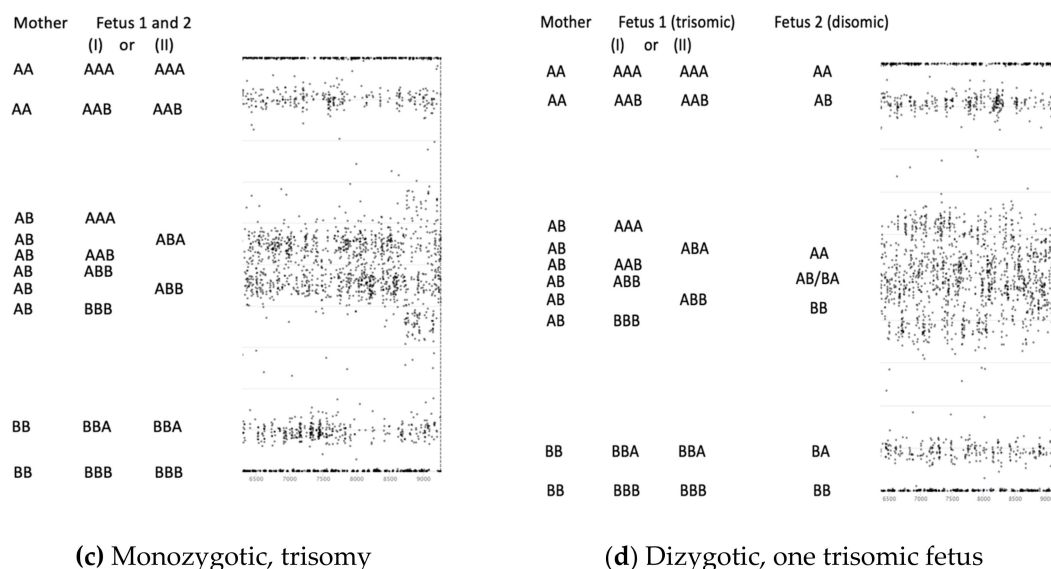 Mother Fetus 1 and 2
(I) or (II)
AA AAA AAA
AA AAB AAB
AB AAA
AB ABA
AB AAB
AB ABB
AB ABB
AB BBB
BB BBA BBA
BB BBB BBB
6500 7000 7500 8000 8500 9000
(c) Monozygotic, trisomy
Mother Fetus 1 (trisomic) Fetus 2 (disomic)
(I) or (II)
AA AAA AAA AA
AA AAB AAB AB
AB AAA
AB ABA AA
AB AAB
AB ABB AB/BA
AB ABB BB
AB BBB
BB BBA BBA BA
BB BBB BBB BB
6500 7000 7500 8000 8500
(d) Dizygotic, one trisomic fetus